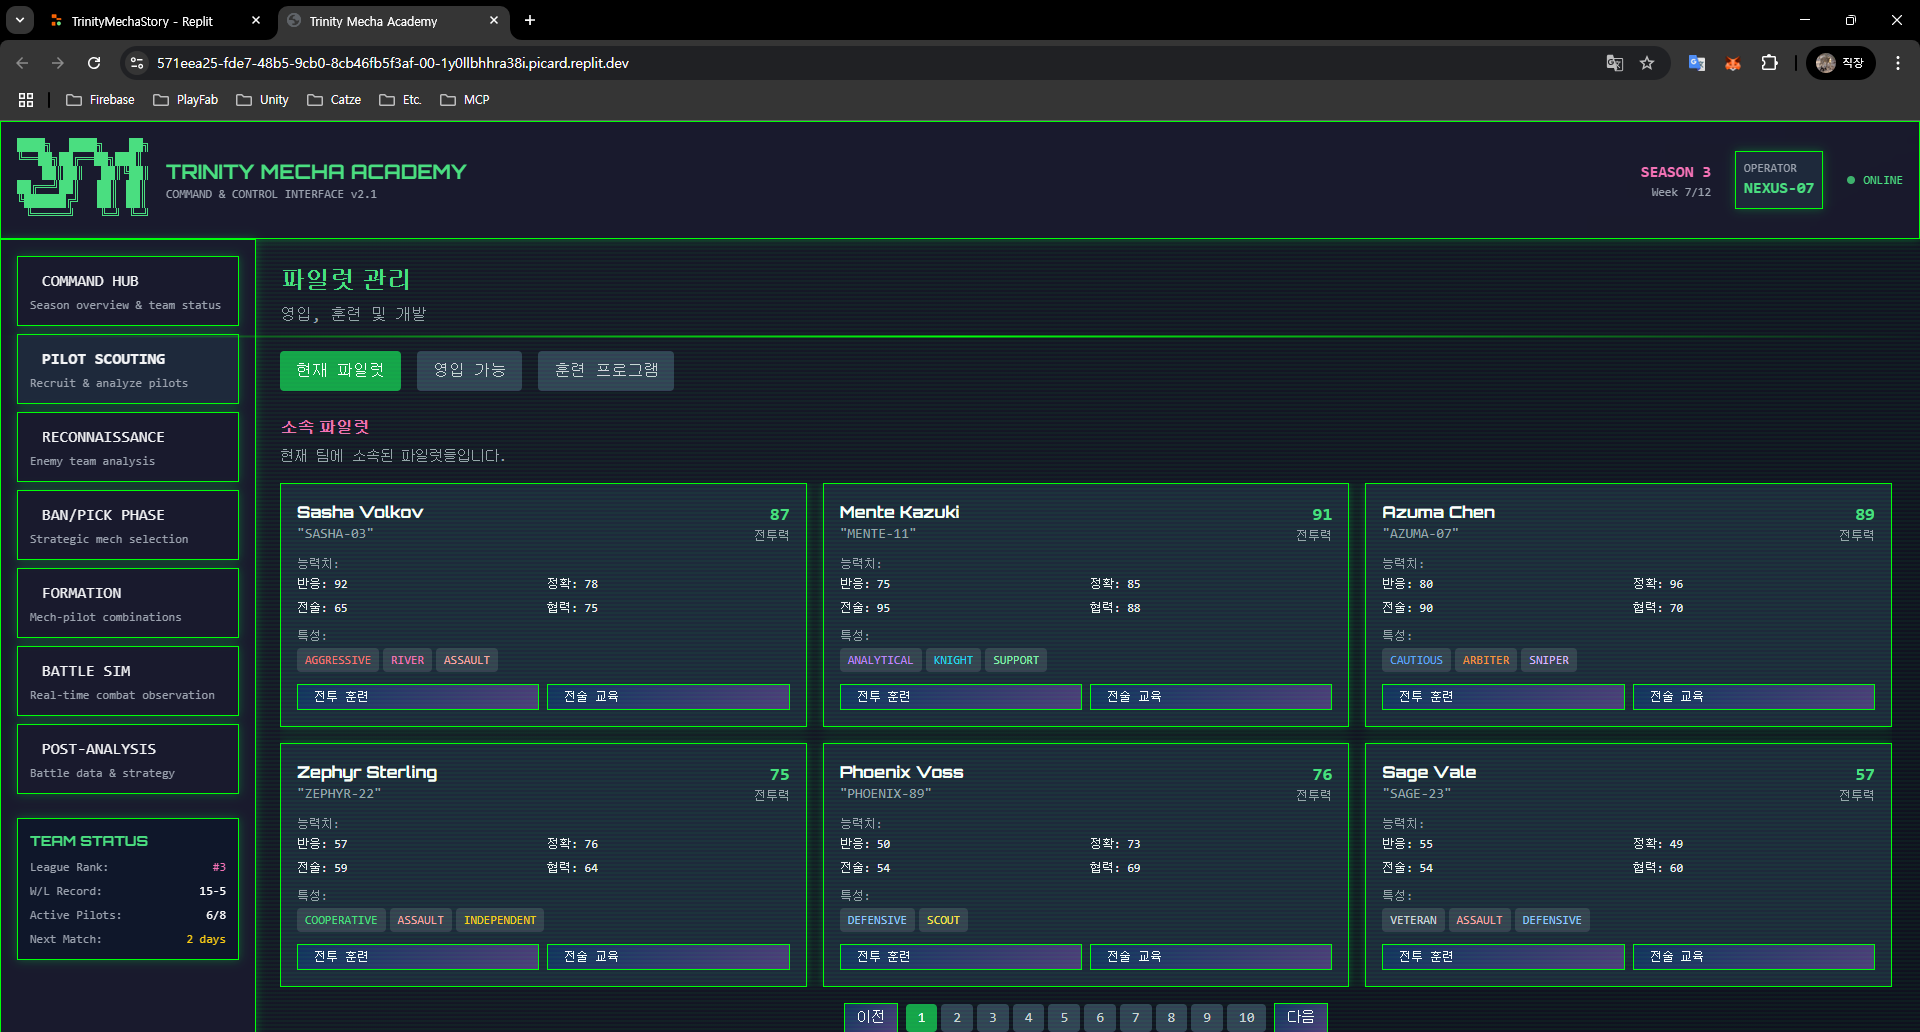 TrinityMechaStory - Replit
Trinity Mecha Academy
571eea25-fde7-48b5-9cb0-8cb46fb5f3af-00-1y0llbhhra38i.picard.replit.dev
직장
Firebase
PlayFab
Unity
Catze
Etc.
MCP
TRINITY MECHA ACADEMY
COMMAND & CONTROL INTERFACE v2.1
SEASON 3
Week 7/12
OPERATOR
NEXUS-07
ONLINE
COMMAND HUB
Season overview & team status
PILOT SCOUTING
Recruit & analyze pilots
RECONNAISSANCE
Enemy team analysis
BAN/PICK PHASE
Strategic mech selection
FORMATION
Mech-pilot combinations
BATTLE SIM
Real-time combat observation
POST-ANALYSIS
Battle data & strategy
TEAM STATUS
League Rank: #3
W/L Record: 15-5
Active Pilots: 6/8
Next Match: 2 days
파일럿 관리
영입, 훈련 및 개발
현재 파일럿
영입 가능
훈련 프로그램
소속 파일럿
현재 팀에 소속된 파일럿들입니다.
Sasha Volkov 87
"SASHA-03" 전투력
능력치:
반응: 92 정확: 78
전술: 65 협력: 75
특성:
AGGRESSIVE RIVER ASSAULT
전투 훈련 전술 교육
Mente Kazuki 91
"MENTE-11" 전투력
능력치:
반응: 75 정확: 85
전술: 95 협력: 88
특성:
ANALYTICAL KNIGHT SUPPORT
전투 훈련 전술 교육
Azuma Chen 89
"AZUMA-07" 전투력
능력치:
반응: 80 정확: 96
전술: 90 협력: 70
특성:
CAUTIOUS ARBITER SNIPER
전투 훈련 전술 교육
Zephyr Sterling 75
"ZEPHYR-22" 전투력
능력치:
반응: 57 정확: 76
전술: 59 협력: 64
특성:
COOPERATIVE ASSAULT INDEPENDENT
전투 훈련 전술 교육
Phoenix Voss 76
"PHOENIX-89" 전투력
능력치:
반응: 50 정확: 73
전술: 54 협력: 69
특성:
DEFENSIVE SCOUT
전투 훈련 전술 교육
Sage Vale 57
"SAGE-23" 전투력
능력치:
반응: 55 정확: 49
전술: 54 협력: 60
특성:
VETERAN ASSAULT DEFENSIVE
전투 훈련 전술 교육
이전 1 2 3 4 5 6 7 8 9 10 다음